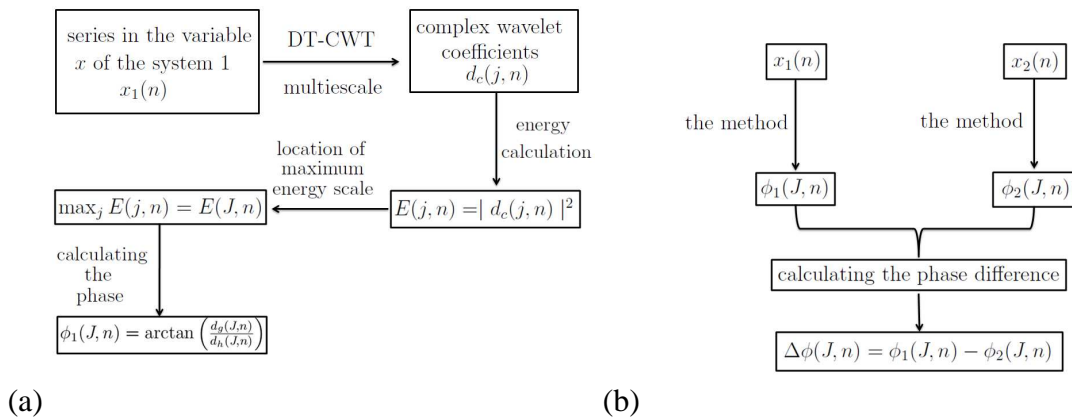 series in the variable
x of the system 1
x₁(n)
DT-CWT
multiescale
complex wavelet
coefficients
d_c(j, n)
energy
calculation
location of
maximum
energy scale
max_j E(j, n) = E(J, n)
E(j, n) =| d_c(j, n) |²
calculating
the
phase
ϕ₁(J, n) = arctan (d_g(J,n)/d_h(J,n))
(a)
x₁(n)
x₂(n)
the method
the method
ϕ₁(J, n)
ϕ₂(J, n)
calculating the phase difference
Δϕ(J, n) = ϕ₁(J, n) − ϕ₂(J, n)
(b)